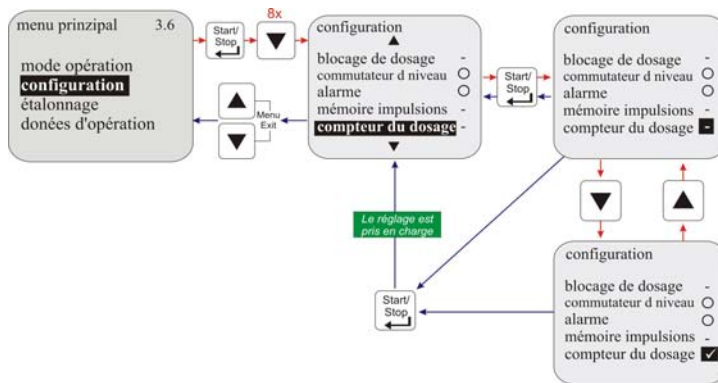 menu prinzipal 3.6
mode opération
configuration
étalonnage
donées d'opération
Start/
Stop
8x
configuration
blocage de dosage -
commutateur d niveau
alarme
mémoire impulsions -
compteur du dosage -
Menu
Exit
Start/
Stop
configuration
blocage de dosage -
commutateur d niveau
alarme
mémoire impulsions -
compteur du dosage -
Le réglage est
pris en charge
Start/
Stop
configuration
blocage de dosage -
commutateur d niveau
alarme
mémoire impulsions -
compteur du dosage ✓